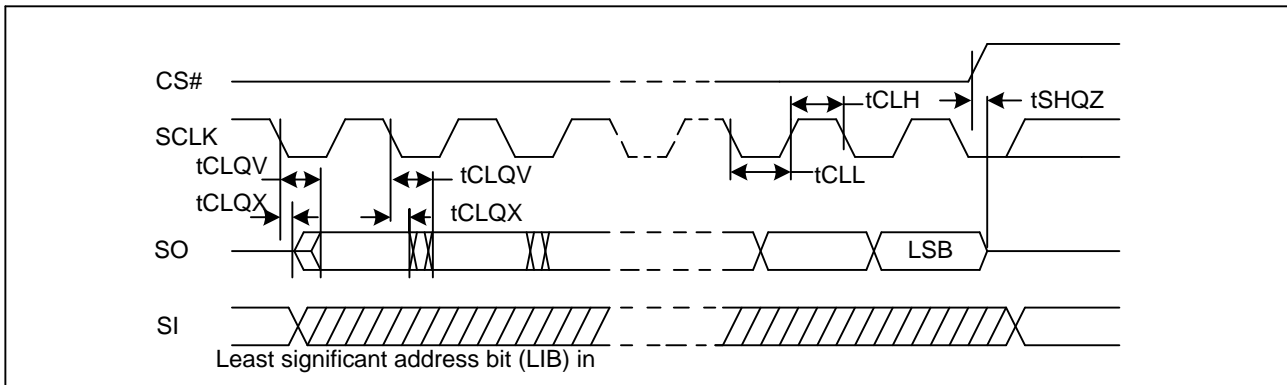 CS#
tCLH
tSHQZ
SCLK
tCLQV
tCLQV
tCLL
tCLQX
tCLQX
SO
LSB
SI
Least significant address bit (LIB) in